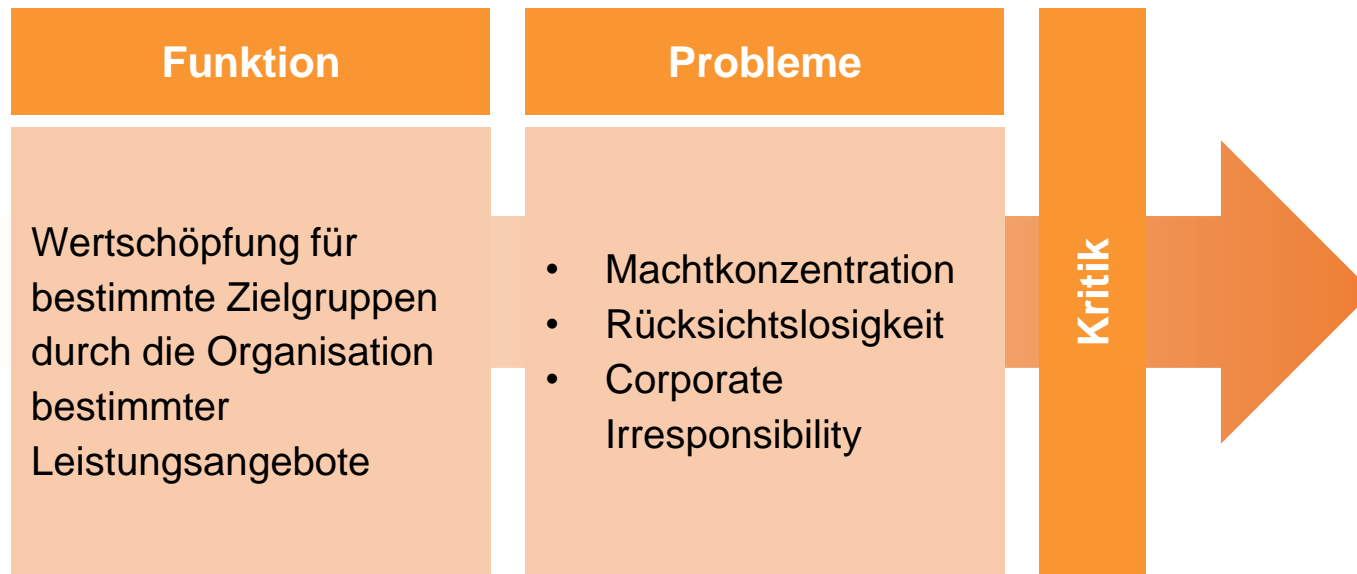 Funktion
Wertschöpfung für
bestimmte Zielgruppen
durch die Organisation
bestimmter
Leistungsangebote
Probleme
• Machtkonzentration
• Rücksichtslosigkeit
• Corporate
Irresponsibility
Kritik